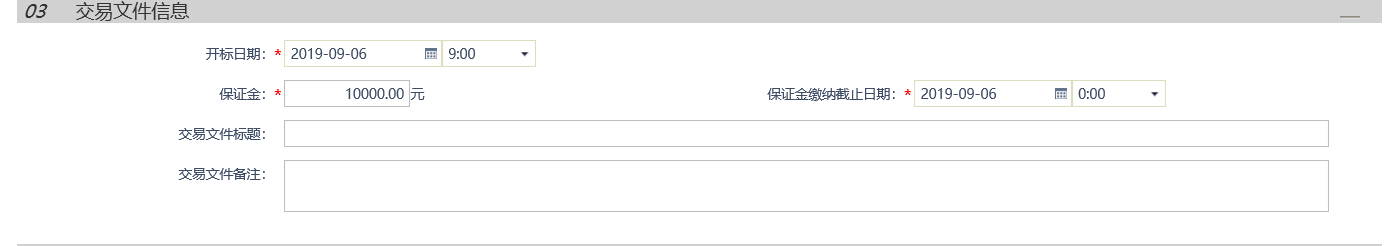 03 交易文件信息
开标日期：* 2019-09-06 9:00
保证金：* 10000.00 元 保证金缴纳截止日期：* 2019-09-06 0:00
交易文件标题：
交易文件备注：